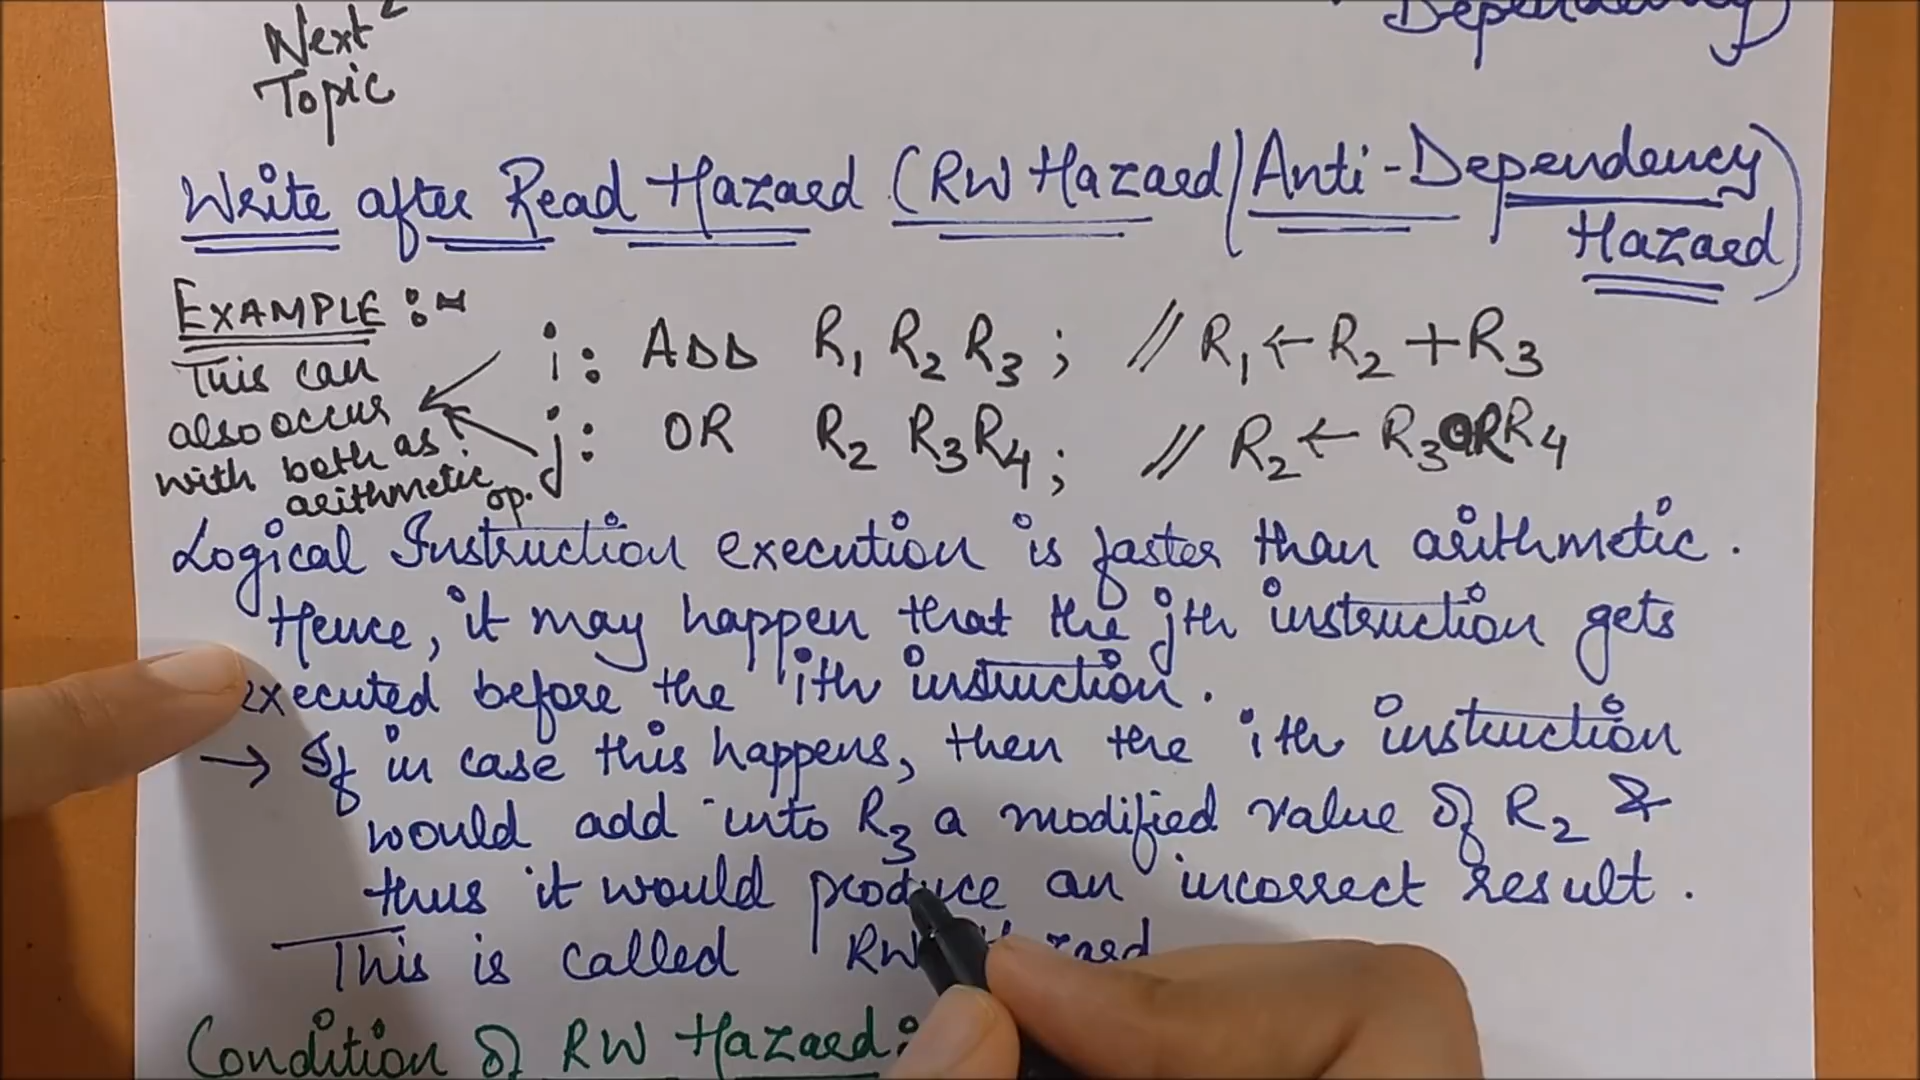 Next
Topic
Dependency)
Write after Read Hazard (RW Hazard/Anti-Dependency
Hazard)
EXAMPLE :-
This can
also occur
with both as
arithmetic op.
i: ADD R1 R2 R3 ; // R1 ← R2 + R3
j: OR R2 R3 R4 ; // R2 ← R3 OR R4
Logical Instruction execution is faster than arithmetic.
Hence, it may happen that the jth instruction gets
executed before the ith instruction.
→ If in case this happens, then the ith instruction
would add into R3 a modified value of R2 &
thus it would produce an incorrect result.
This is called RW Hazard
Condition of RW Hazard: